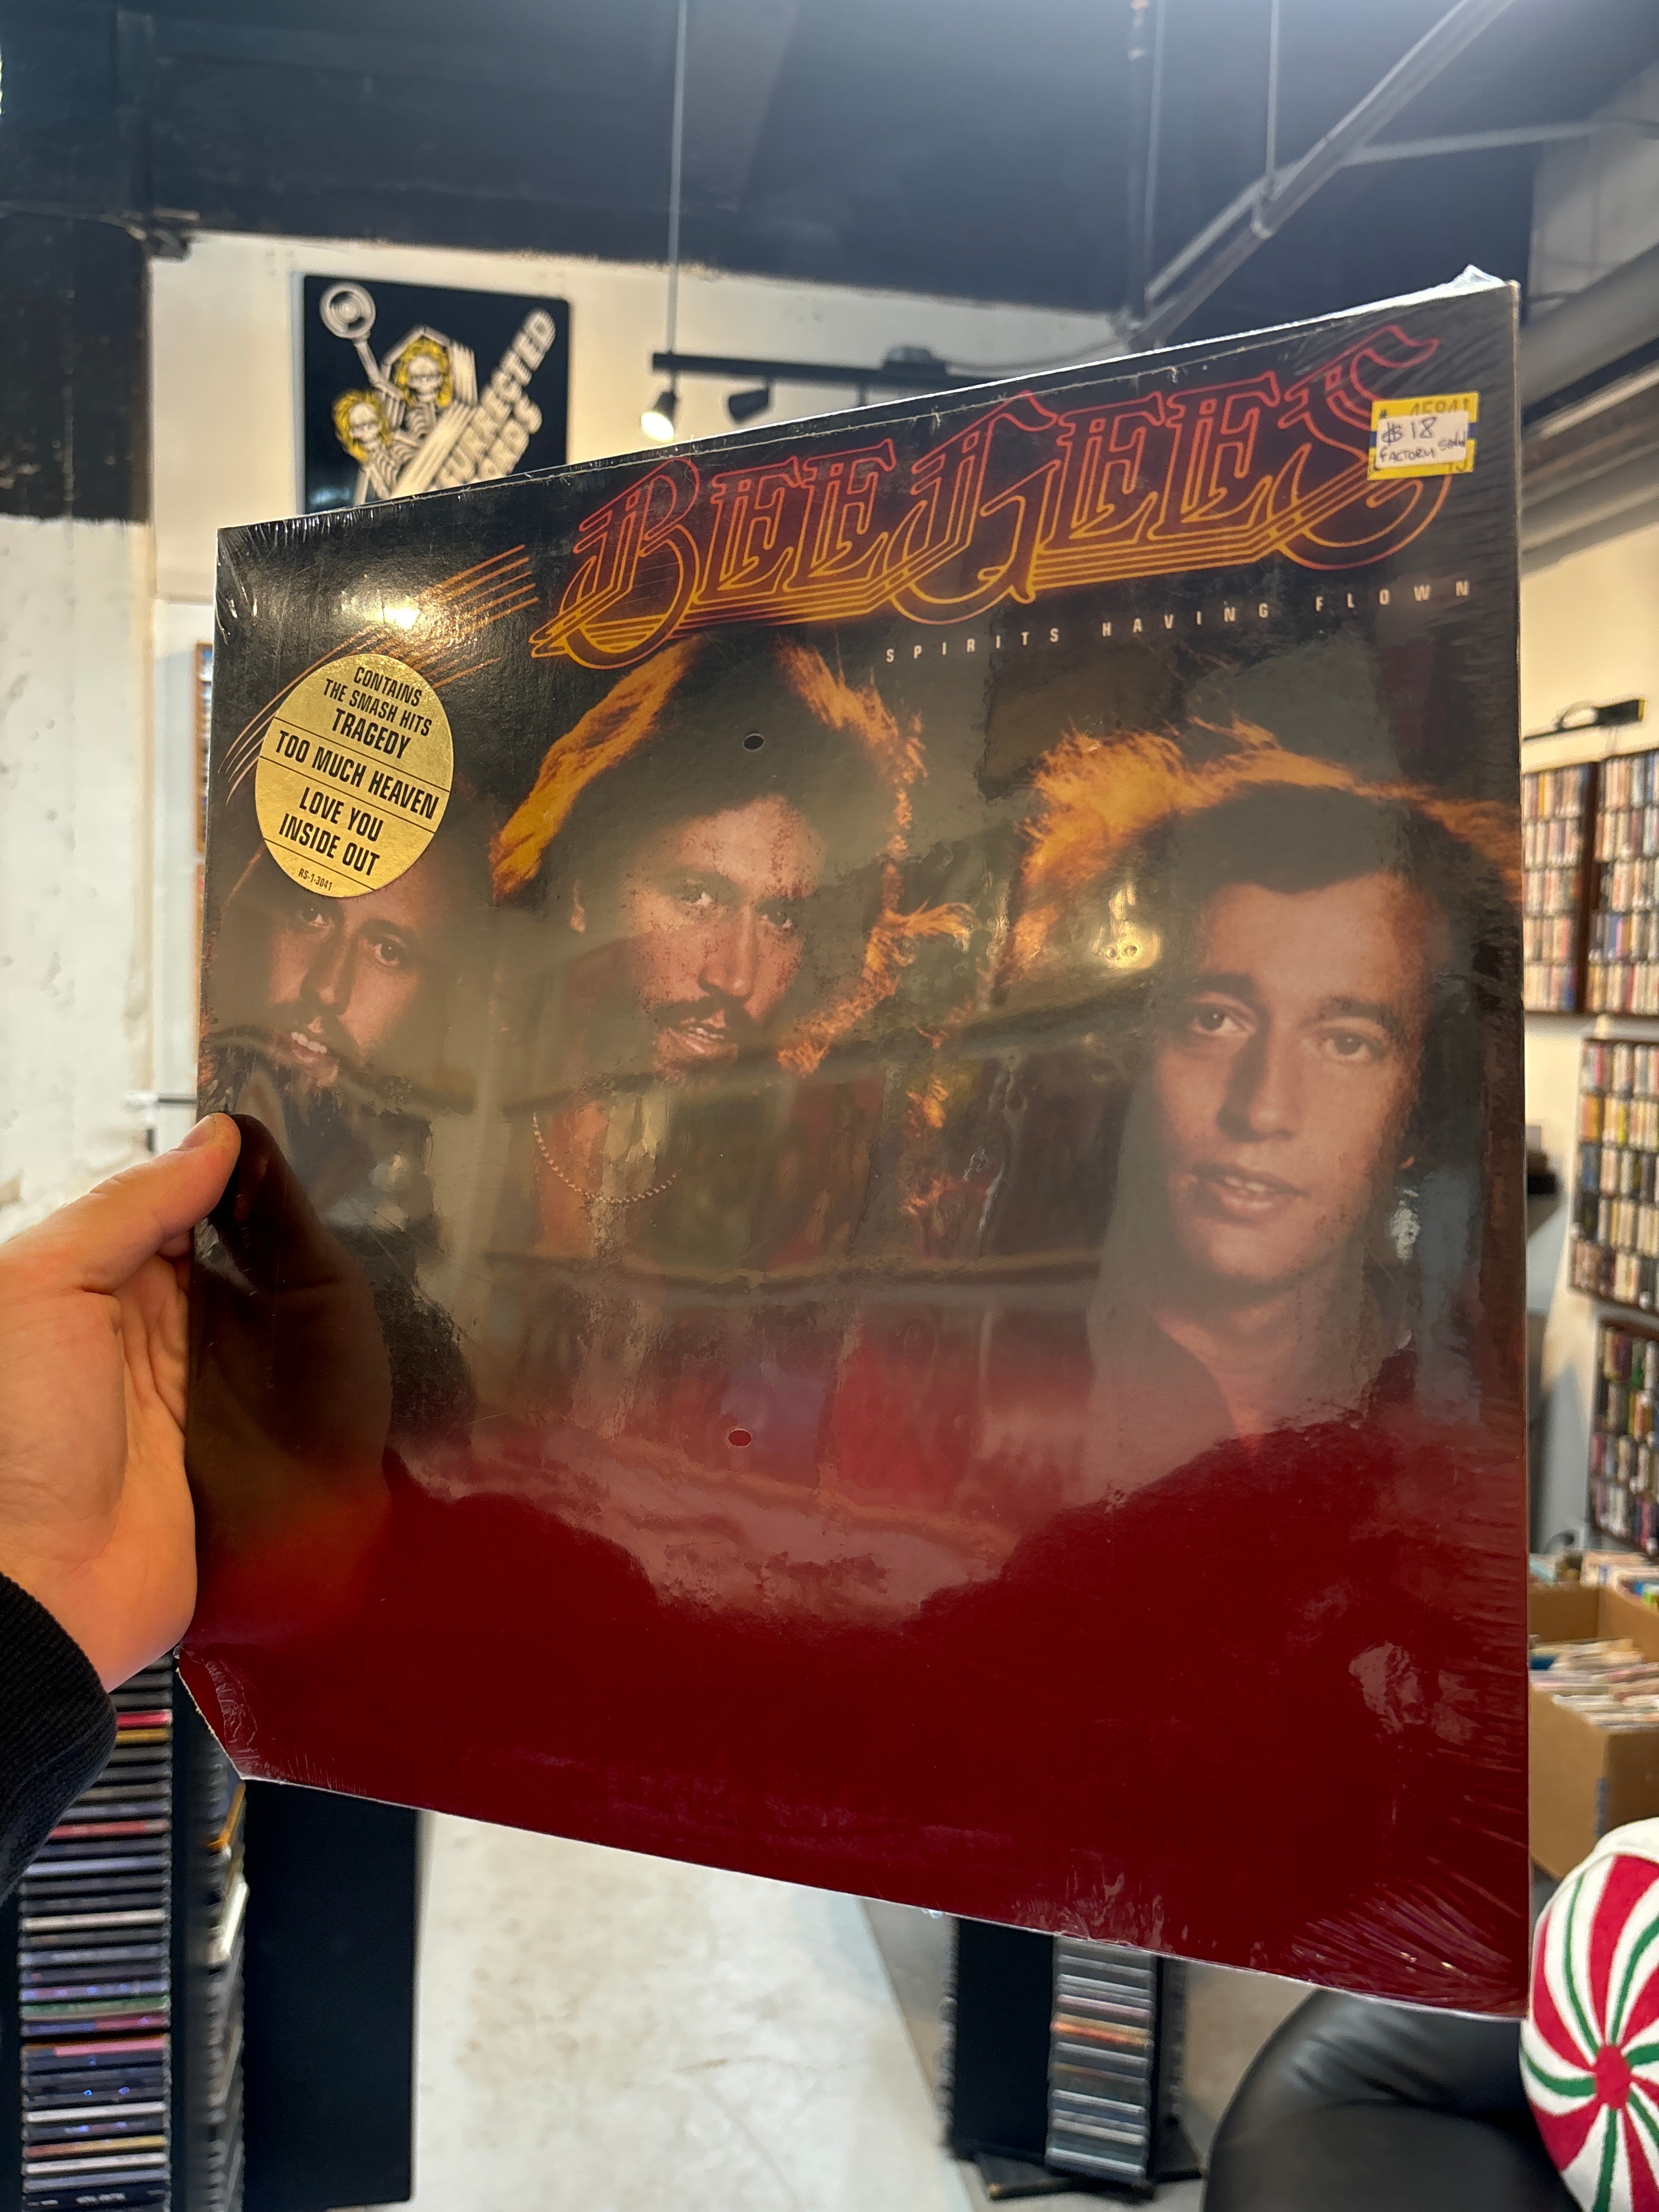 BEE GEES
SPIRITS HAVING FLOWN
$18
FACTORY Seald
CONTAINS
THE SMASH HITS
TRAGEDY
TOO MUCH HEAVEN
LOVE YOU
INSIDE OUT
RS-1-3041